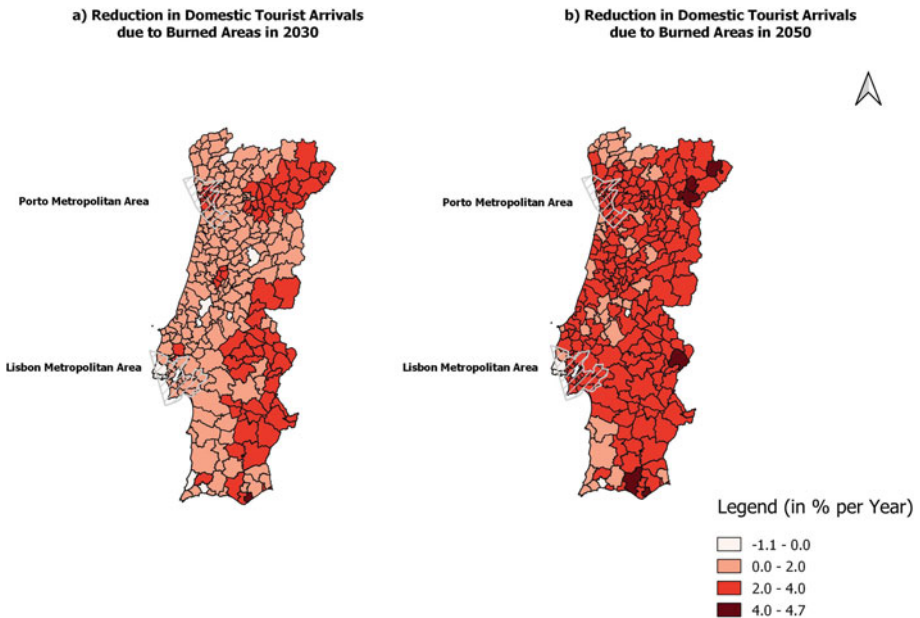 a) Reduction in Domestic Tourist Arrivals
due to Burned Areas in 2030
b) Reduction in Domestic Tourist Arrivals
due to Burned Areas in 2050
Porto Metropolitan Area
Lisbon Metropolitan Area
Porto Metropolitan Area
Lisbon Metropolitan Area
Legend (in % per Year)
-1.1 - 0.0
0.0 - 2.0
2.0 - 4.0
4.0 - 4.7